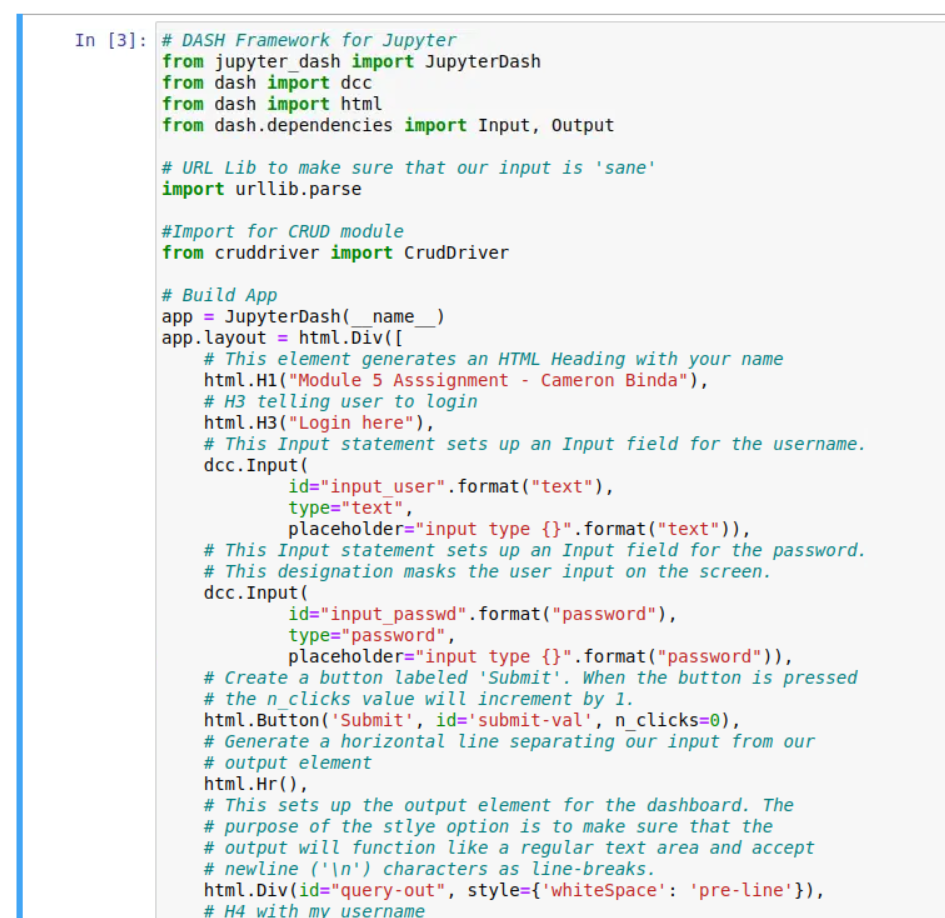 In [3]: # DASH Framework for Jupyter
from jupyter_dash import JupyterDash
from dash import dcc
from dash import html
from dash.dependencies import Input, Output

# URL Lib to make sure that our input is 'sane'
import urllib.parse

#Import for CRUD module
from cruddriver import CrudDriver

# Build App
app = JupyterDash(__name__)
app.layout = html.Div([
    # This element generates an HTML Heading with your name
    html.H1("Module 5 Asssignment - Cameron Binda"),
    # H3 telling user to login
    html.H3("Login here"),
    # This Input statement sets up an Input field for the username.
    dcc.Input(
            id="input_user".format("text"),
            type="text",
            placeholder="input type {}".format("text")),
    # This Input statement sets up an Input field for the password.
    # This designation masks the user input on the screen.
    dcc.Input(
            id="input_passwd".format("password"),
            type="password",
            placeholder="input type {}".format("password")),
    # Create a button labeled 'Submit'. When the button is pressed
    # the n_clicks value will increment by 1.
    html.Button('Submit', id='submit-val', n_clicks=0),
    # Generate a horizontal line separating our input from our
    # output element
    html.Hr(),
    # This sets up the output element for the dashboard. The
    # purpose of the stlye option is to make sure that the
    # output will function like a regular text area and accept
    # newline ('\n') characters as line-breaks.
    html.Div(id="query-out", style={'whiteSpace': 'pre-line'}),
    # H4 with my username